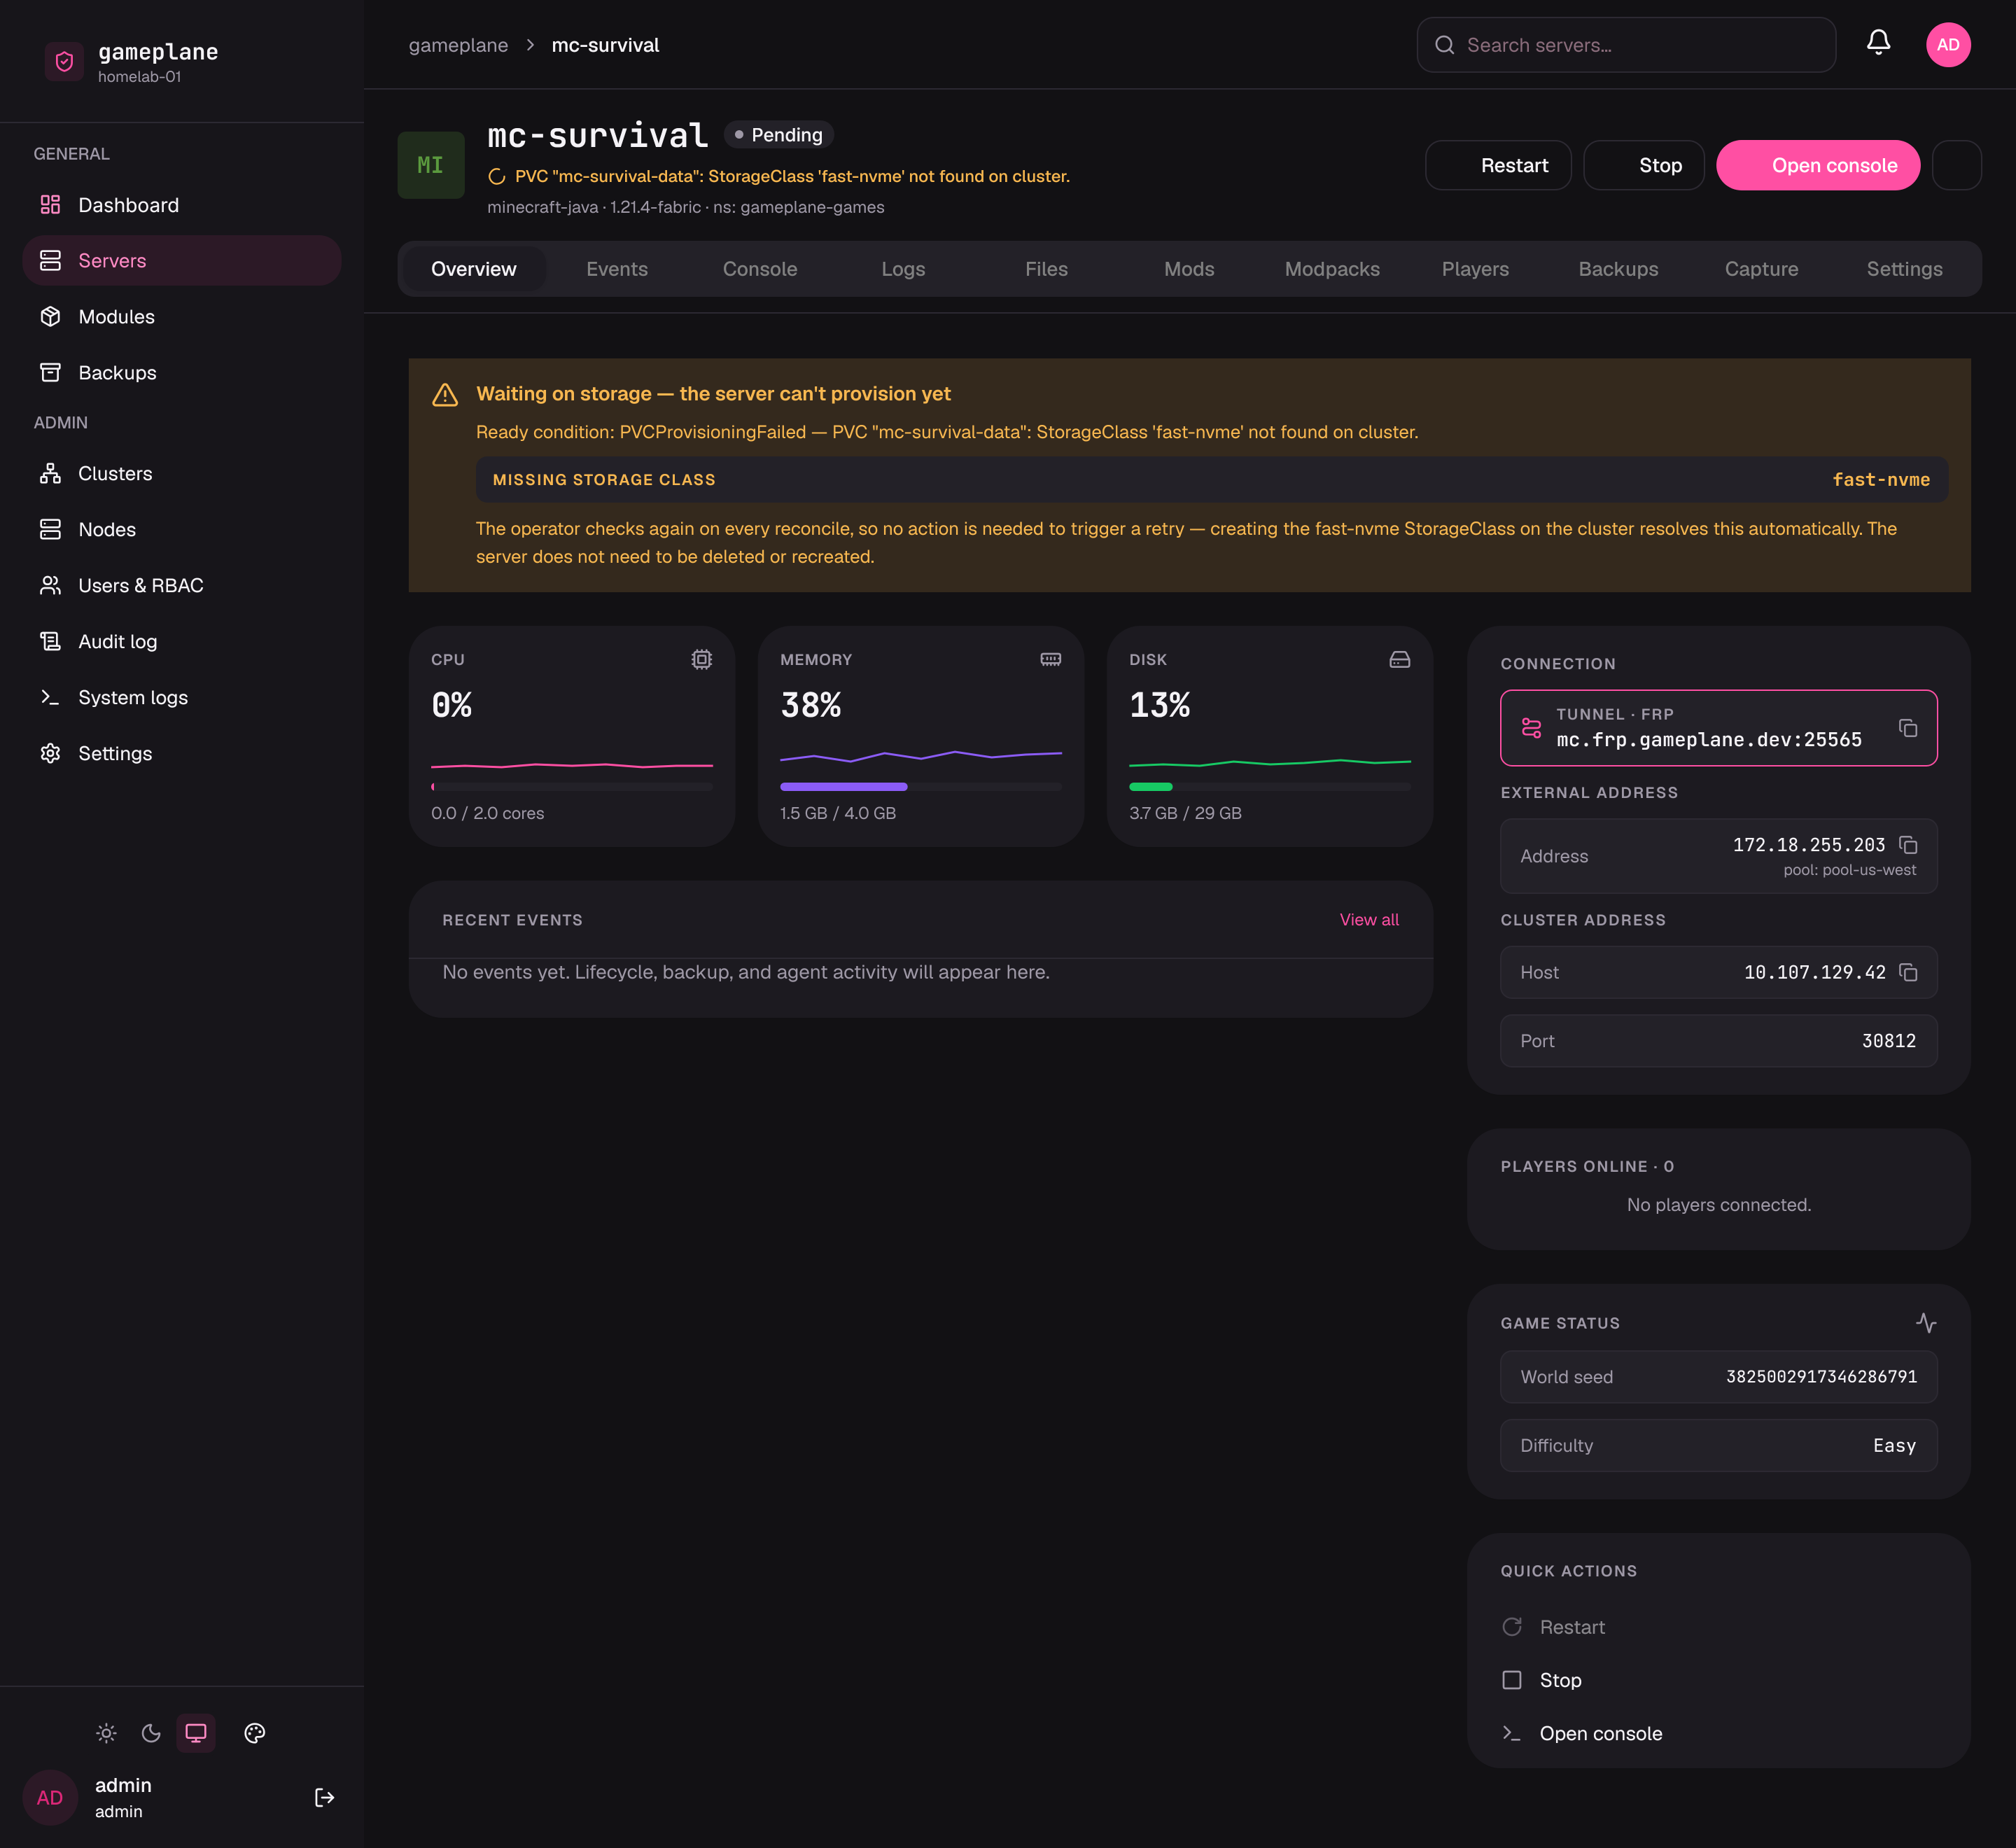 gameplane
homelab-01
GENERAL
Dashboard
Servers
Modules
Backups
ADMIN
Clusters
Nodes
Users & RBAC
Audit log
System logs
Settings
AD
admin
admin
gameplane
mc-survival
Search servers...
AD
MI
mc-survival
Pending
PVC "mc-survival-data": StorageClass 'fast-nvme' not found on cluster.
minecraft-java · 1.21.4-fabric · ns: gameplane-games
Restart
Stop
Open console
Overview
Events
Console
Logs
Files
Mods
Modpacks
Players
Backups
Capture
Settings
Waiting on storage — the server can't provision yet
Ready condition: PVCProvisioningFailed — PVC "mc-survival-data": StorageClass 'fast-nvme' not found on cluster.
MISSING STORAGE CLASS
fast-nvme
The operator checks again on every reconcile, so no action is needed to trigger a retry — creating the fast-nvme StorageClass on the cluster resolves this automatically. The
server does not need to be deleted or recreated.
CPU
0%
0.0 / 2.0 cores
MEMORY
38%
1.5 GB / 4.0 GB
DISK
13%
3.7 GB / 29 GB
RECENT EVENTS
View all
No events yet. Lifecycle, backup, and agent activity will appear here.
CONNECTION
TUNNEL · FRP
mc.frp.gameplane.dev:25565
EXTERNAL ADDRESS
Address
172.18.255.203
pool: pool-us-west
CLUSTER ADDRESS
Host
10.107.129.42
Port
30812
PLAYERS ONLINE · 0
No players connected.
GAME STATUS
World seed
3825002917346286791
Difficulty
Easy
QUICK ACTIONS
Restart
Stop
Open console